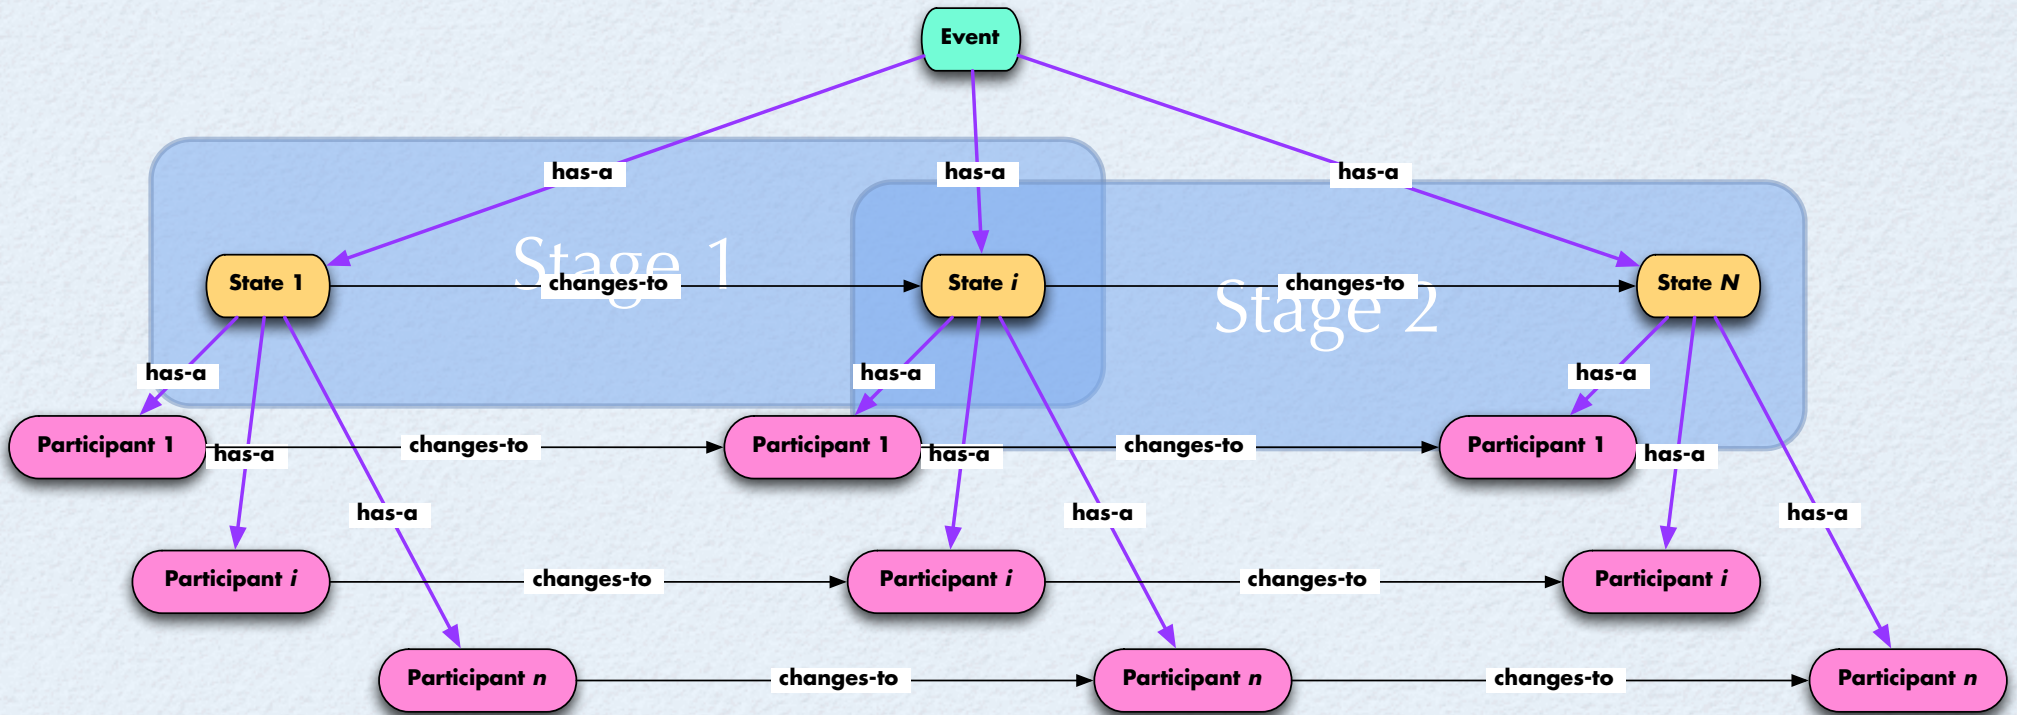 Event
has-a
has-a
has-a
Stage 1
Stage 2
State 1
changes-to
State i
changes-to
State N
has-a
has-a
has-a
Participant 1
has-a
changes-to
Participant 1
has-a
changes-to
Participant 1
has-a
has-a
has-a
has-a
Participant i
changes-to
Participant i
changes-to
Participant i
Participant n
changes-to
Participant n
changes-to
Participant n